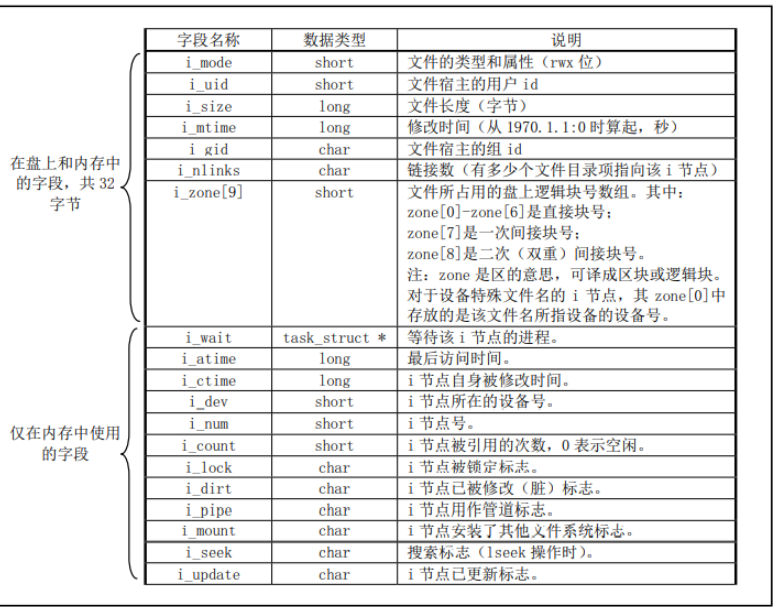 字段名称 数据类型 说明
i_mode short 文件的类型和属性（rwx 位）
i_uid short 文件宿主的用户 id
i_size long 文件长度（字节）
i_mtime long 修改时间（从 1970.1.1:0 时算起，秒）
i_gid char 文件宿主的组 id
i_nlinks char 链接数（有多少个文件目录项指向该 i 节点）
i_zone[9] short 文件所占用的盘上逻辑块号数组。其中：
zone[0]-zone[6]是直接块号；
zone[7]是一次间接块号；
zone[8]是二次（双重）间接块号。
注：zone 是区的意思，可译成区块或逻辑块。
对于设备特殊文件名的 i 节点，其 zone[0]中
存放的是该文件名所指设备的设备号。
在盘上和内存中
的字段，共 32
字节
i_wait task_struct * 等待该 i 节点的进程。
i_atime long 最后访问时间。
i_ctime long i 节点自身被修改时间。
i_dev short i 节点所在的设备号。
i_num short i 节点号。
i_count short i 节点被引用的次数，0 表示空闲。
i_lock char i 节点被锁定标志。
i_dirt char i 节点已被修改（脏）标志。
i_pipe char i 节点用作管道标志。
i_mount char i 节点安装了其他文件系统标志。
i_seek char 搜索标志（lseek 操作时）。
i_update char i 节点已更新标志。
仅在内存中使用
的字段